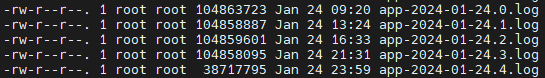 -rw-r--r--. 1 root root 104863723 Jan 24 09:20 app-2024-01-24.0.log
-rw-r--r--. 1 root root 104858887 Jan 24 13:24 app-2024-01-24.1.log
-rw-r--r--. 1 root root 104859601 Jan 24 16:33 app-2024-01-24.2.log
-rw-r--r--. 1 root root 104858095 Jan 24 21:31 app-2024-01-24.3.log
-rw-r--r--. 1 root root  38717795 Jan 24 23:59 app-2024-01-24.4.log